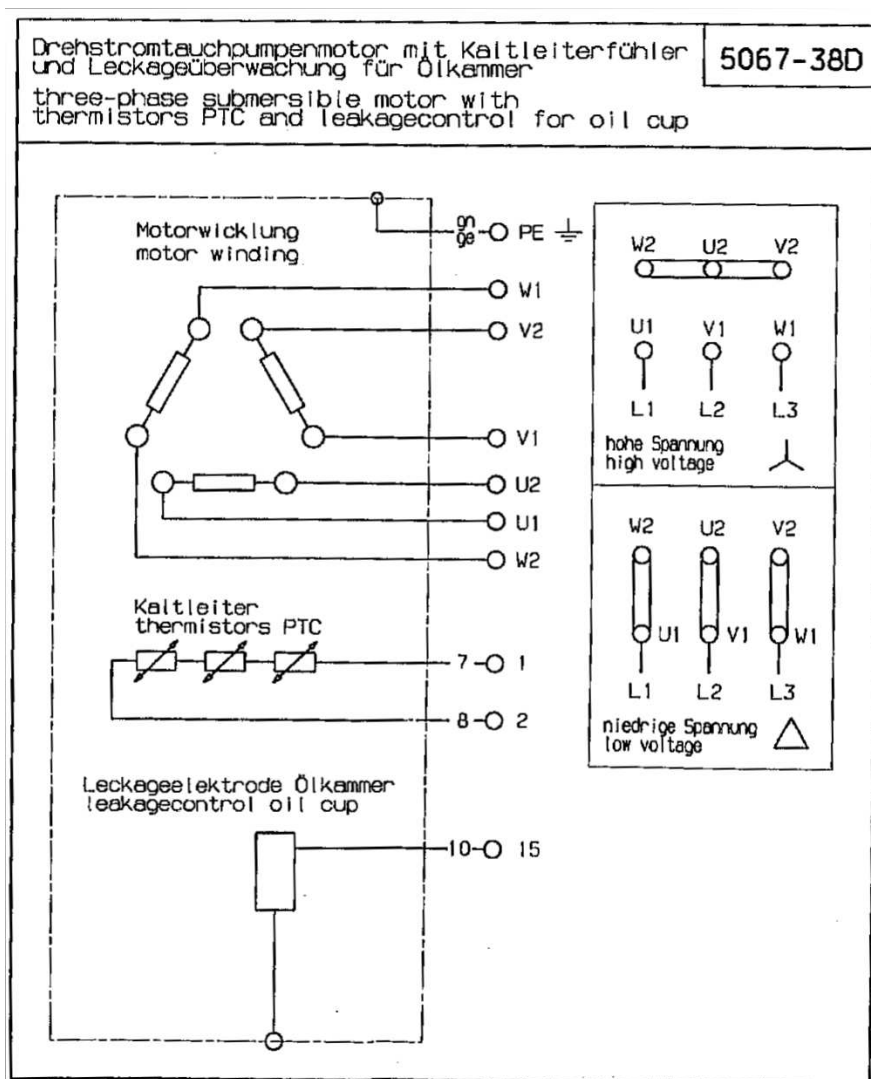 Drehstromtauchpumpenmotor mit Kaltleiterfühler
und Leckageüberwachung für Ölkammer
three-phase submersible motor with
thermistors PTC and leakagecontrol for oil cup
5067-38D
Motorwicklung
motor winding
gn
ge
PE
W1
V2
V1
U2
U1
W2
Kaltleiter
thermistors PTC
7 1
8 2
Leckageelektrode Ölkammer
leakagecontrol oil cup
10 15
W2 U2 V2
U1 V1 W1
L1 L2 L3
hohe Spannung
high voltage
W2 U2 V2
U1 V1 W1
L1 L2 L3
niedrige Spannung
low voltage